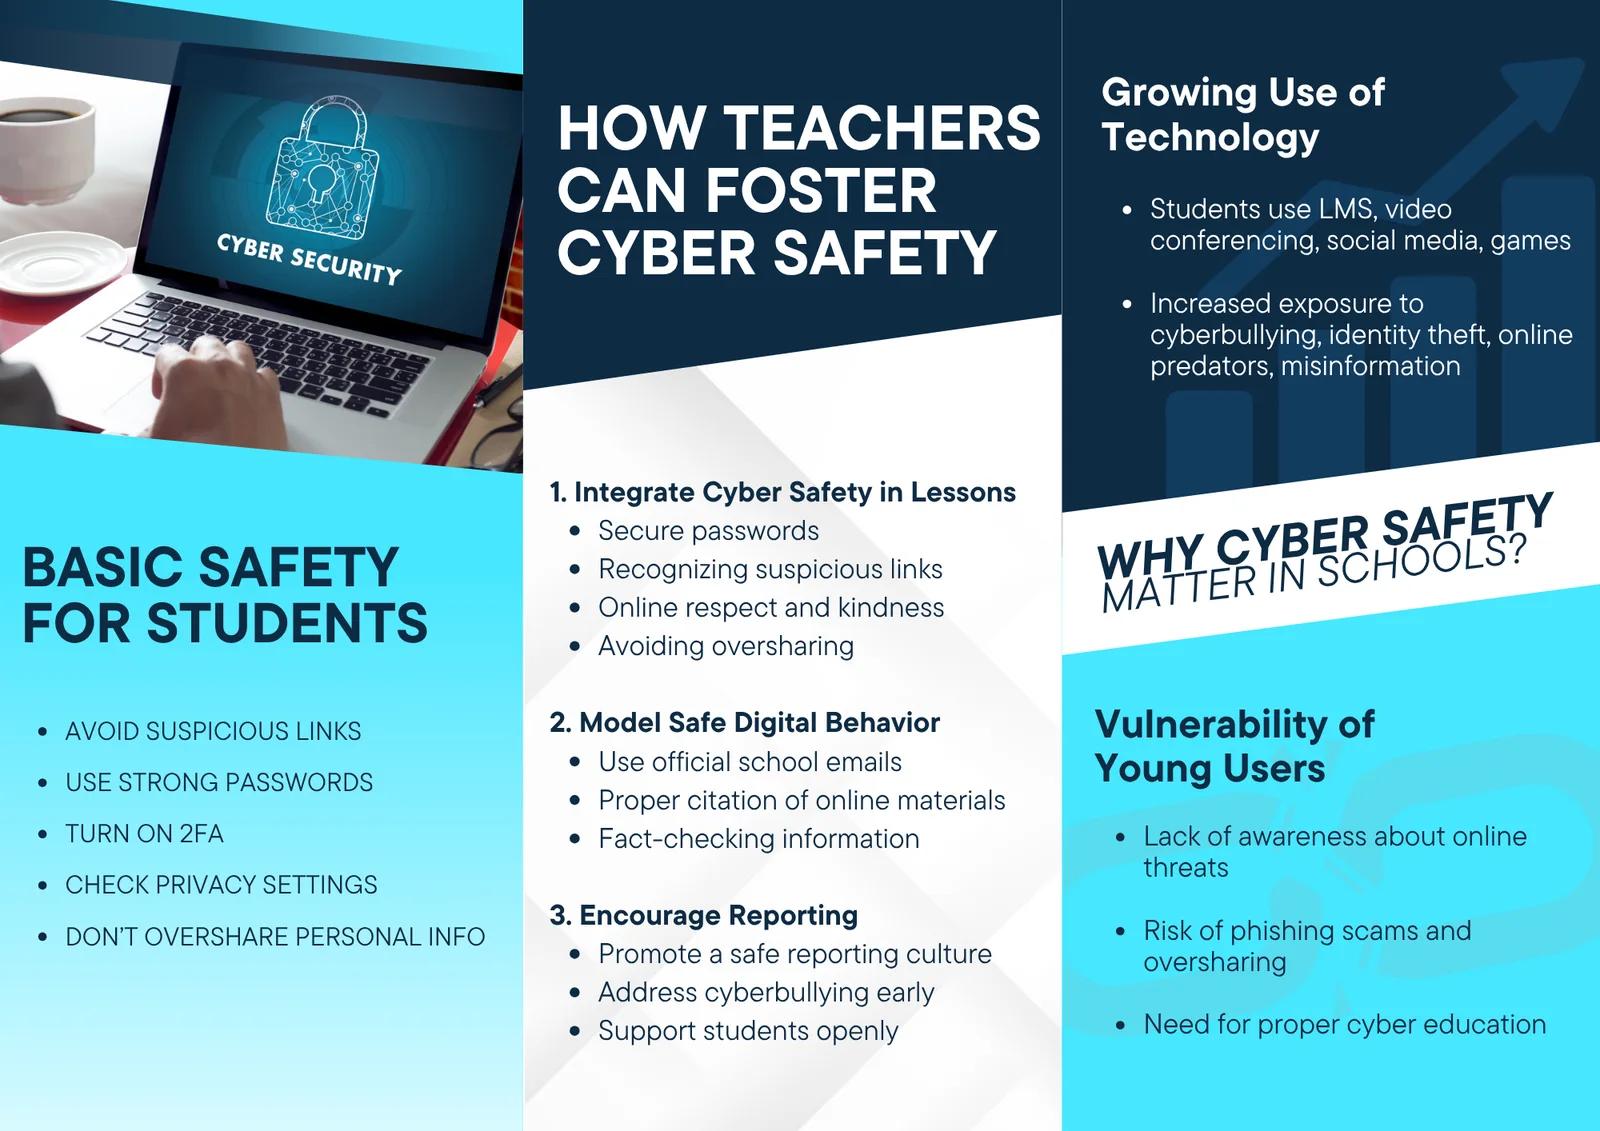 CYBER SECURITY
BASIC SAFETY
FOR STUDENTS
• AVOID SUSPICIOUS LINKS
• USE STRONG PASSWORDS
• TURN ON 2FA
• CHECK PRIVACY SETTINGS
• DON'T OVERSHARE PERSONAL INFO
HOW TEACHERS
CAN FOSTER
CYBER SAFETY
1. Integrate Cyber Safety in Lessons
• Secure passwords
• Recognizing suspicious links
• Online respect and kindness
• Avoiding oversharing
2. Model Safe Digital Behavior
• Use official school emails
• Proper citation of online materials
• Fact-checking information
3. Encourage Reporting
• Promote a safe reporting culture
• Address cyberbullying early
• Support students openly
Growing Use of
Technology
• Students use LMS, video
conferencing, social media, games
• Increased exposure to
cyberbullying, identity theft, online
predators, misinformation
WHY CYBER SAFETY
MATTER IN SCHOOLS?
Vulnerability of
Young Users
• Lack of awareness about online
threats
• Risk of phishing scams and
oversharing
• Need for proper cyber education